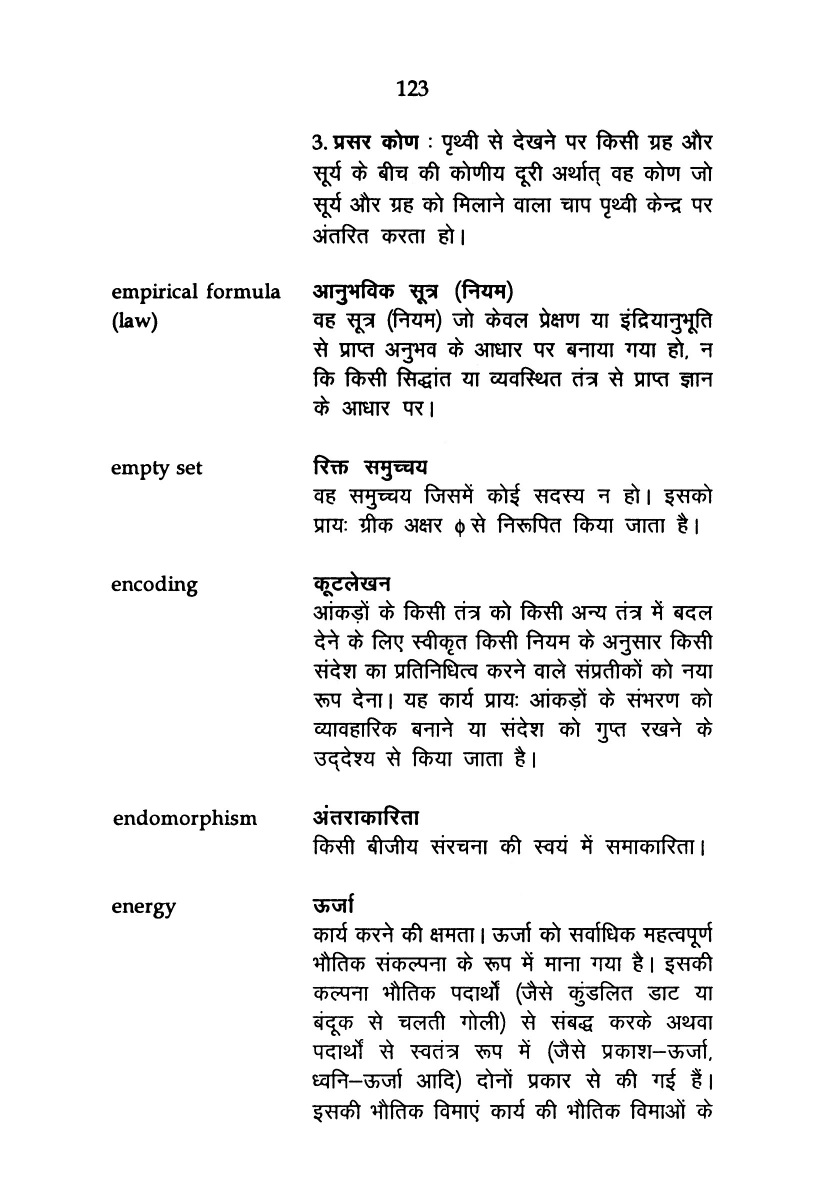 123
3. प्रसर कोण : पृथ्वी से देखने पर किसी ग्रह और
सूर्य के बीच की कोणीय दूरी अर्थात् वह कोण जो
सूर्य और ग्रह को मिलाने वाला चाप पृथ्वी केन्द्र पर
अंतरित करता हो।
empirical formula आनुभविक सूत्र (नियम)
(law) वह सूत्र (नियम) जो केवल प्रेक्षण या इंद्रियानुभूति
से प्राप्त अनुभव के आधार पर बनाया गया हो, न
कि किसी सिद्धांत या व्यवस्थित तंत्र से प्राप्त ज्ञान
के आधार पर।
empty set रिक्त समुच्चय
वह समुच्चय जिसमें कोई सदस्य न हो। इसको
प्रायः ग्रीक अक्षर ϕ से निरूपित किया जाता है।
encoding कूटलेखन
आंकड़ों के किसी तंत्र को किसी अन्य तंत्र में बदल
देने के लिए स्वीकृत किसी नियम के अनुसार किसी
संदेश का प्रतिनिधित्व करने वाले संप्रतीकों को नया
रूप देना। यह कार्य प्रायः आंकड़ों के संभरण को
व्यावहारिक बनाने या संदेश को गुप्त रखने के
उद्देश्य से किया जाता है।
endomorphism अंतराकारिता
किसी बीजीय संरचना की स्वयं में समाकारिता।
energy ऊर्जा
कार्य करने की क्षमता। ऊर्जा को सर्वाधिक महत्वपूर्ण
भौतिक संकल्पना के रूप में माना गया है। इसकी
कल्पना भौतिक पदार्थों (जैसे कुंडलित डाट या
बंदूक से चलती गोली) से संबद्ध करके अथवा
पदार्थों से स्वतंत्र रूप में (जैसे प्रकाश–ऊर्जा,
ध्वनि–ऊर्जा आदि) दोनों प्रकार से की गई हैं।
इसकी भौतिक विमाएं कार्य की भौतिक विमाओं के